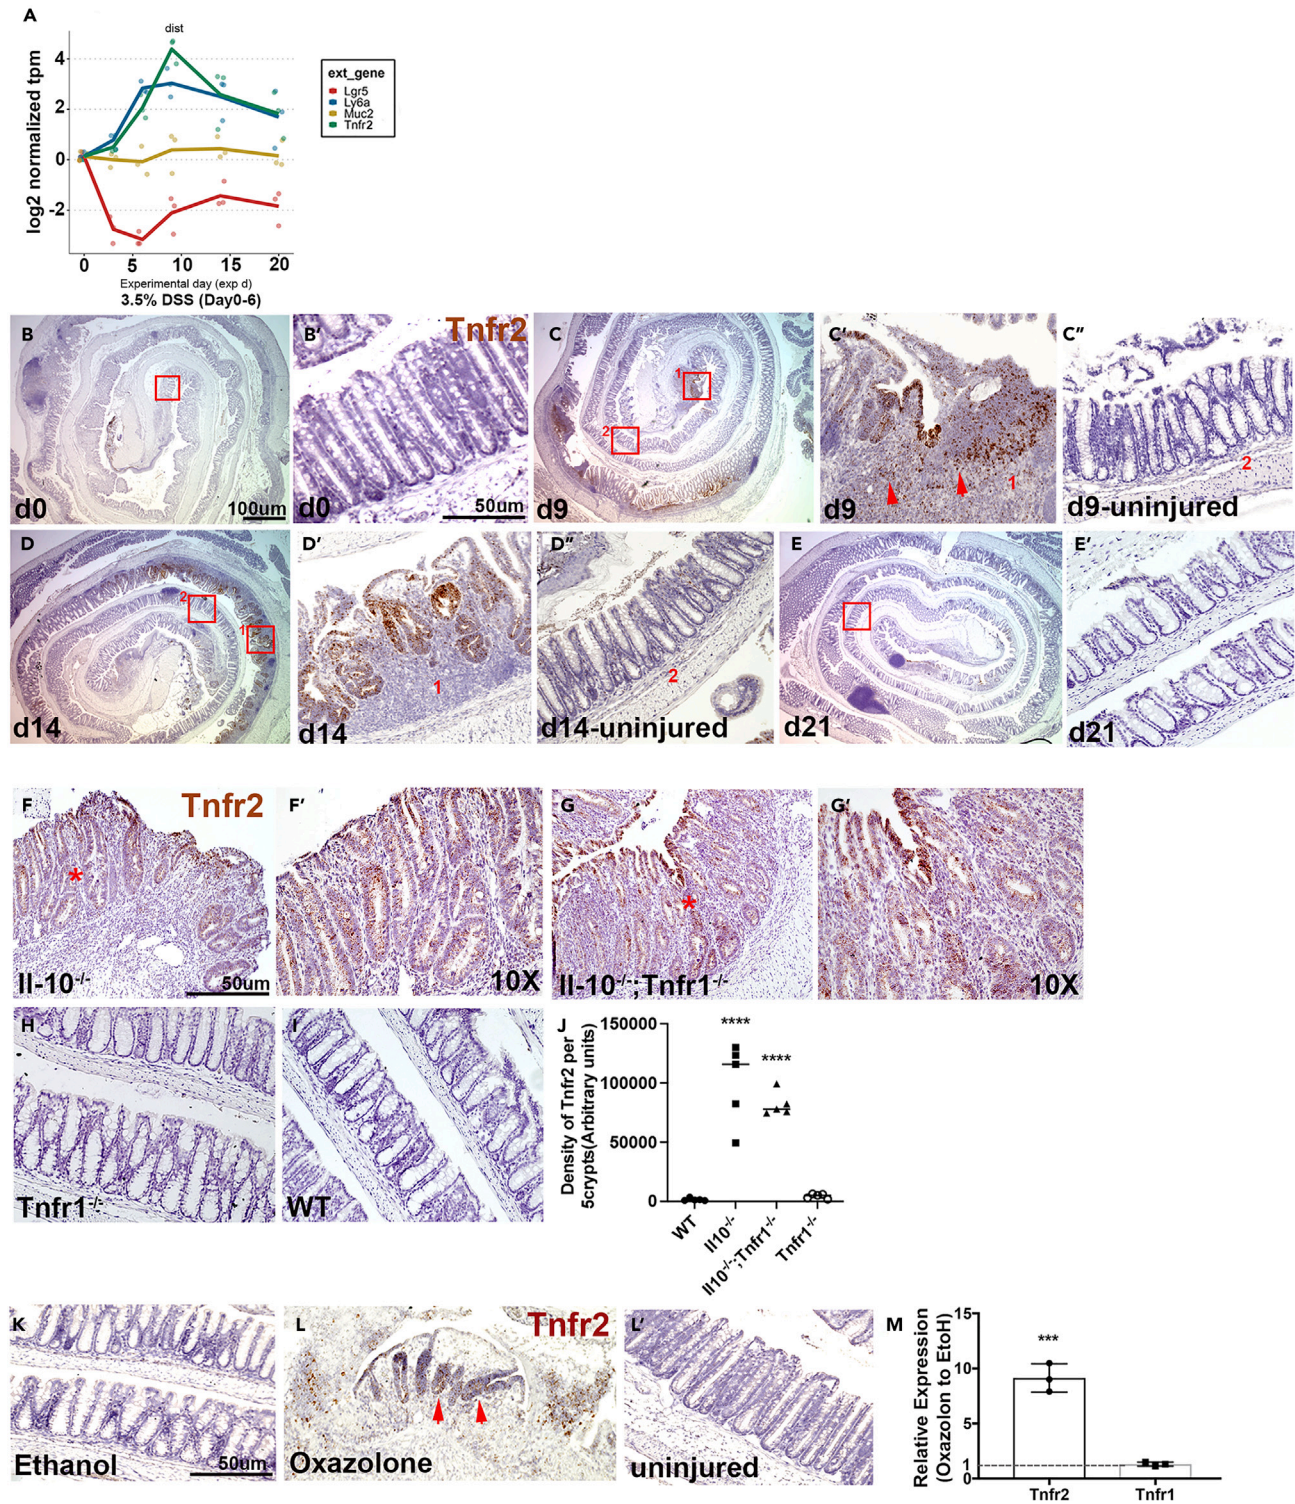 A
dist
4
2
0
-2
log2 normalized tpm
ext_gene
Lgr5
Ly6a
Muc2
Tnfr2
0 5 10 15 20
Experimental day (exp d)
3.5% DSS (Day0-6)
B
d0
100um
B'
Tnfr2
d0
50um
C
1
2
d9
C'
1
d9
C"
2
d9-uninjured
D
2
1
d14
D'
1
d14
D"
2
d14-uninjured
E
d21
E'
d21
F
Tnfr2
*
Il-10-/-
50um
F'
10X
G
*
Il-10-/-;Tnfr1-/-
G'
10X
H
Tnfr1-/-
I
WT
J
Density of Tnfr2 per
5crypts(Arbitrary units)
150000
100000
50000
0
****
****
WT
Il10-/-
Il10-/-;Tnfr1-/-
Tnfr1-/-
K
Ethanol
50um
L
Tnfr2
Oxazolone
L'
uninjured
M
Relative Expression
(Oxazolon to EtoH)
15
10
5
1
0
***
Tnfr2
Tnfr1